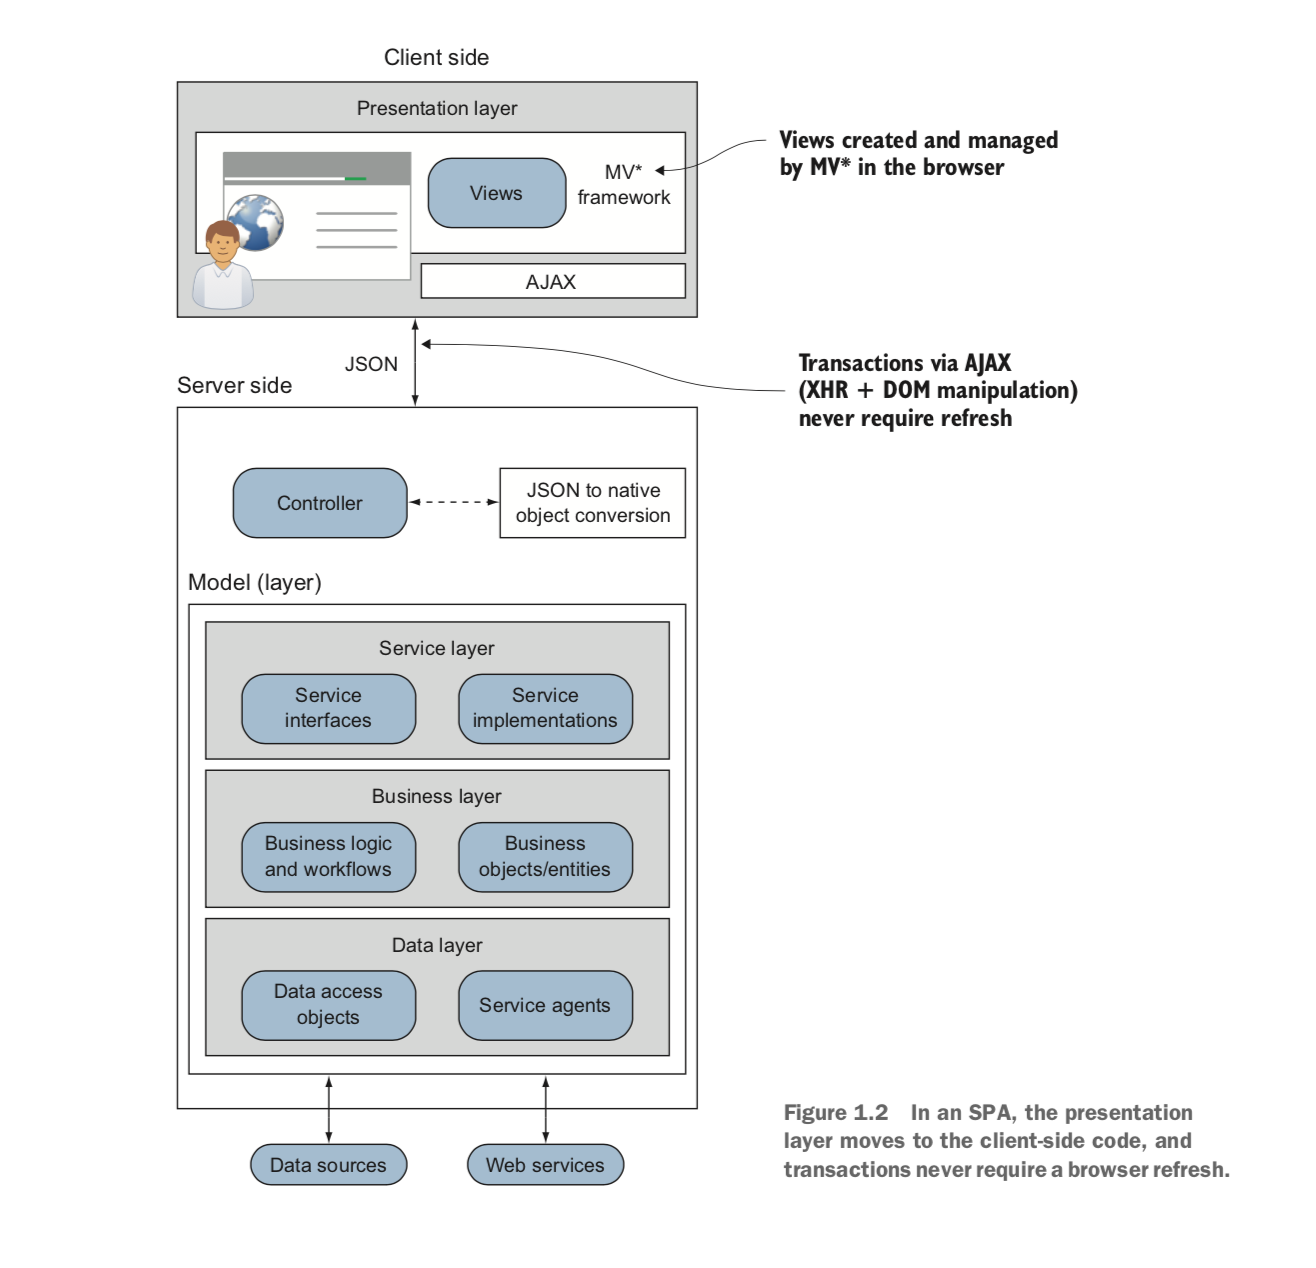 Client side
Presentation layer
Views
MV*
framework
Views created and managed
by MV* in the browser
AJAX
JSON
Transactions via AJAX
(XHR + DOM manipulation)
never require refresh
Server side
Controller
JSON to native
object conversion
Model (layer)
Service layer
Service
interfaces
Service
implementations
Business layer
Business logic
and workflows
Business
objects/entities
Data layer
Data access
objects
Service agents
Data sources
Web services
Figure 1.2 In an SPA, the presentation
layer moves to the client-side code, and
transactions never require a browser refresh.